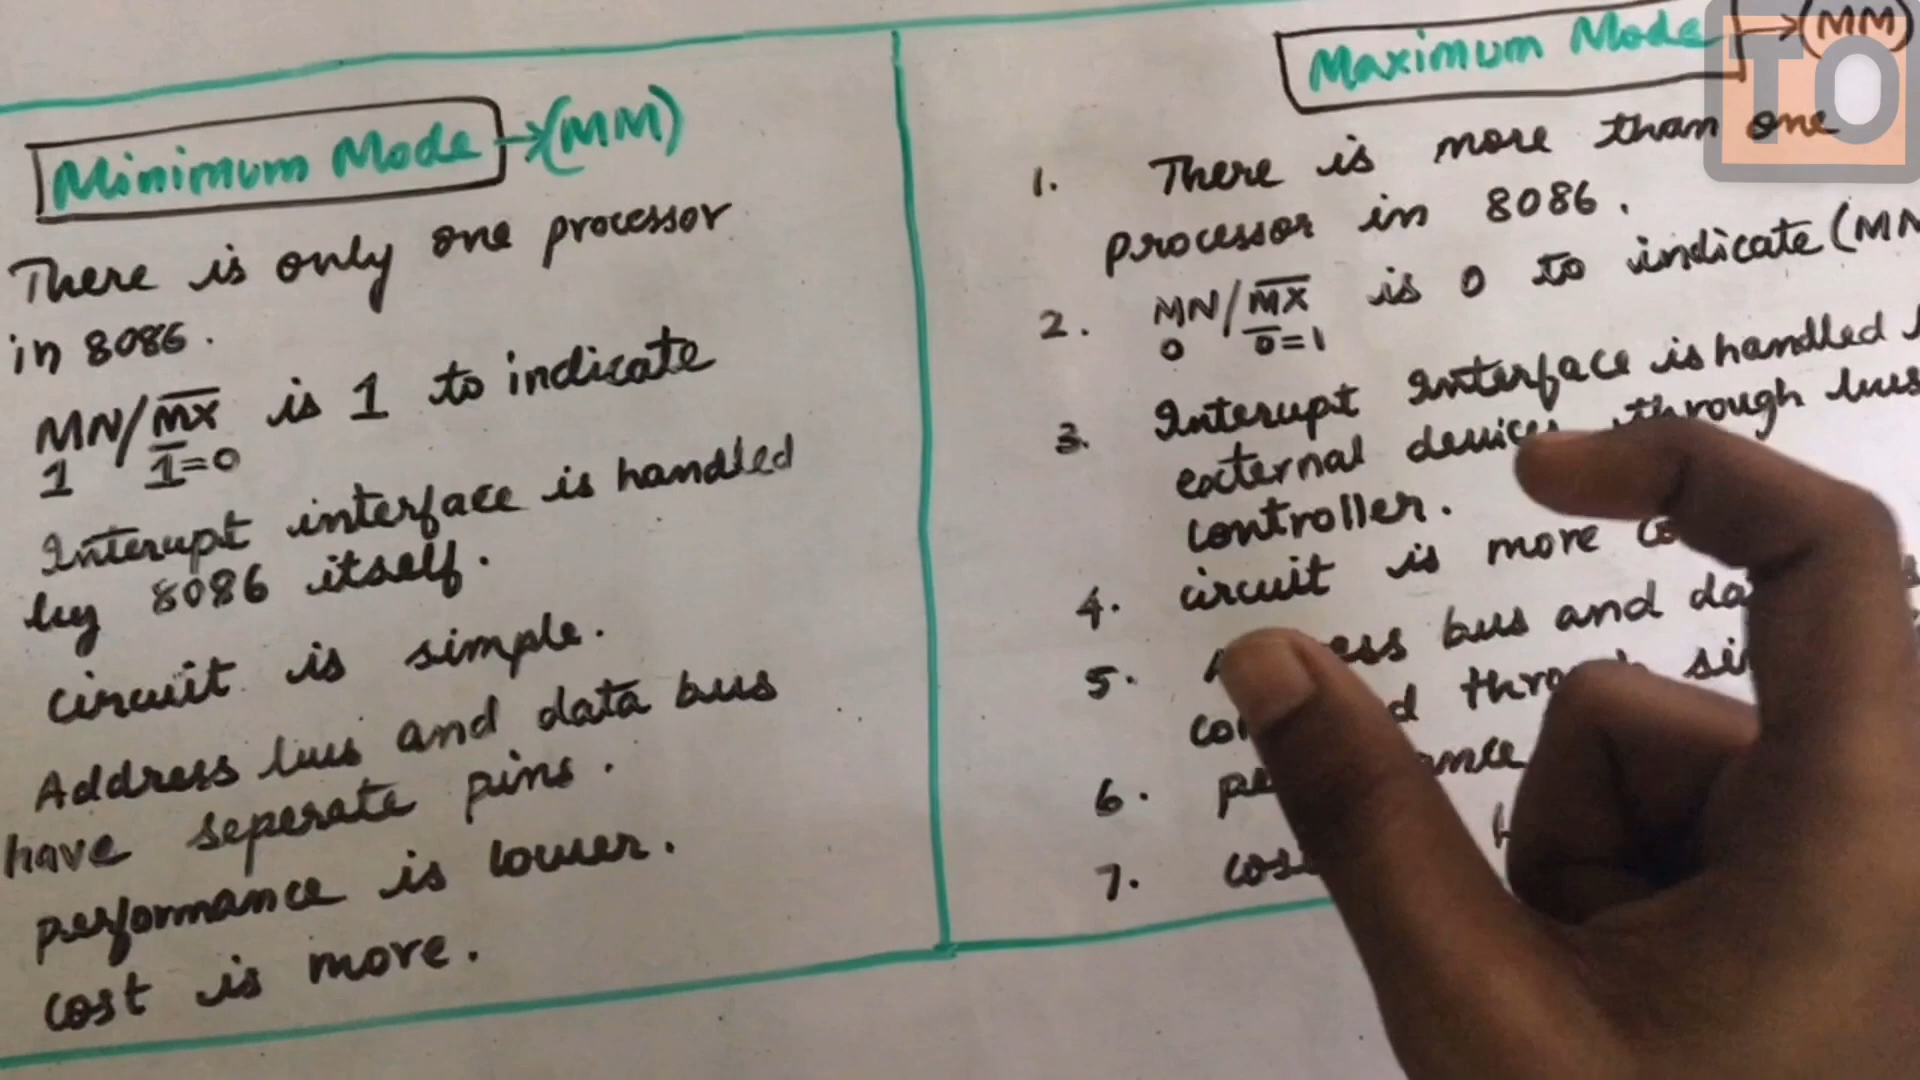 Minimum Mode →(MM)
There is only one processor
in 8086.
MN/M̅X̅ is 1 to indicate
1 1̅=0
Interupt interface is handled
by 8086 itself.
circuit is simple.
Address bus and data bus
have seperate pins.
performance is lower.
cost is more.
Maximum Mode →(MM)
1. There is more than one
processor in 8086.
2. MN/M̅X̅ is 0 to indicate (MN
0 0̅=1
3. Interupt Interface is handled
external devices through bus
controller.
4. circuit is more
5. bus and
6.
7. cost
TO